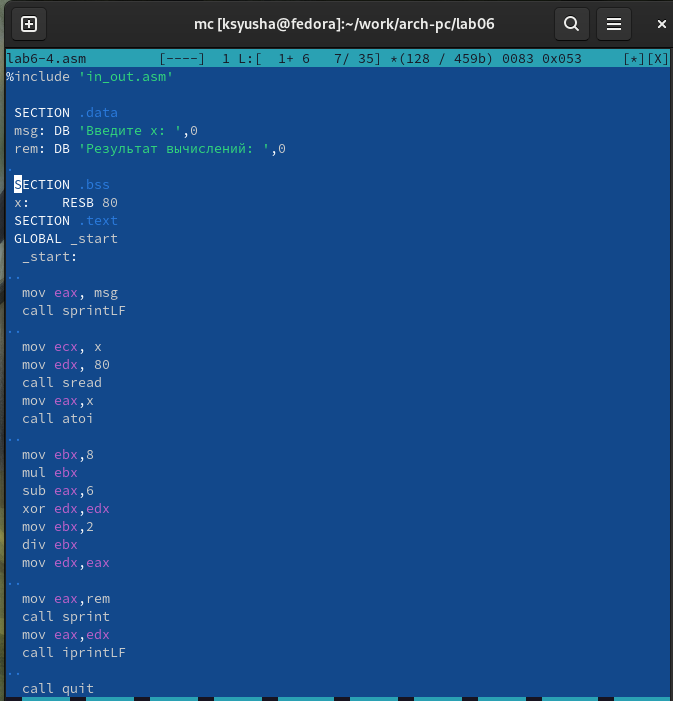 mc [ksyusha@fedora]:~/work/arch-pc/lab06
lab6-4.asm [----] 1 L:[ 1+ 6 7/ 35] *(128 / 459b) 0083 0x053 [*][X]
%include 'in_out.asm'
SECTION .data
msg: DB 'Введите x: ',0
rem: DB 'Результат вычислений: ',0
.
SECTION .bss
x: RESB 80
SECTION .text
GLOBAL _start
_start:
..
mov eax, msg
call sprintLF
..
mov ecx, x
mov edx, 80
call sread
mov eax,x
call atoi
..
mov ebx,8
mul ebx
sub eax,6
xor edx,edx
mov ebx,2
div ebx
mov edx,eax
..
mov eax,rem
call sprint
mov eax,edx
call iprintLF
..
call quit